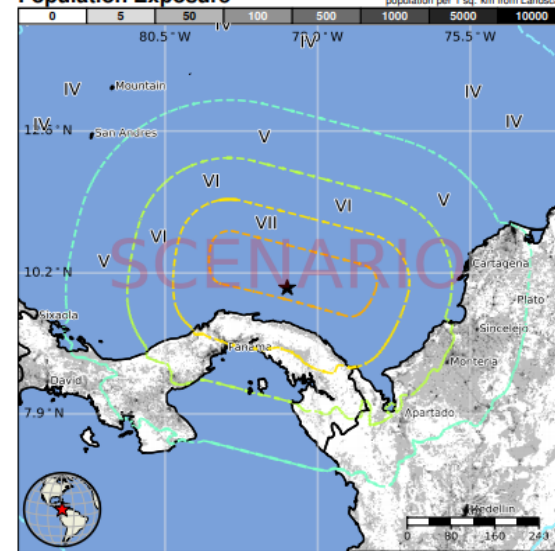 Population Exposure
population per 1 sq. km from Landsc
0 5 50 100 500 1000 5000 10000
80.5°W 75.5°W
IV
IV
IV Mountain IV
IV San Andres V IV
VI VI V
VII
VI
V
SCENARIO
10.2°N
Cartagena
Plato
Sixaola
Sincelejo
Panama
Monteria
David
7.9°N
Apartado
Medellin
0 80 160 240